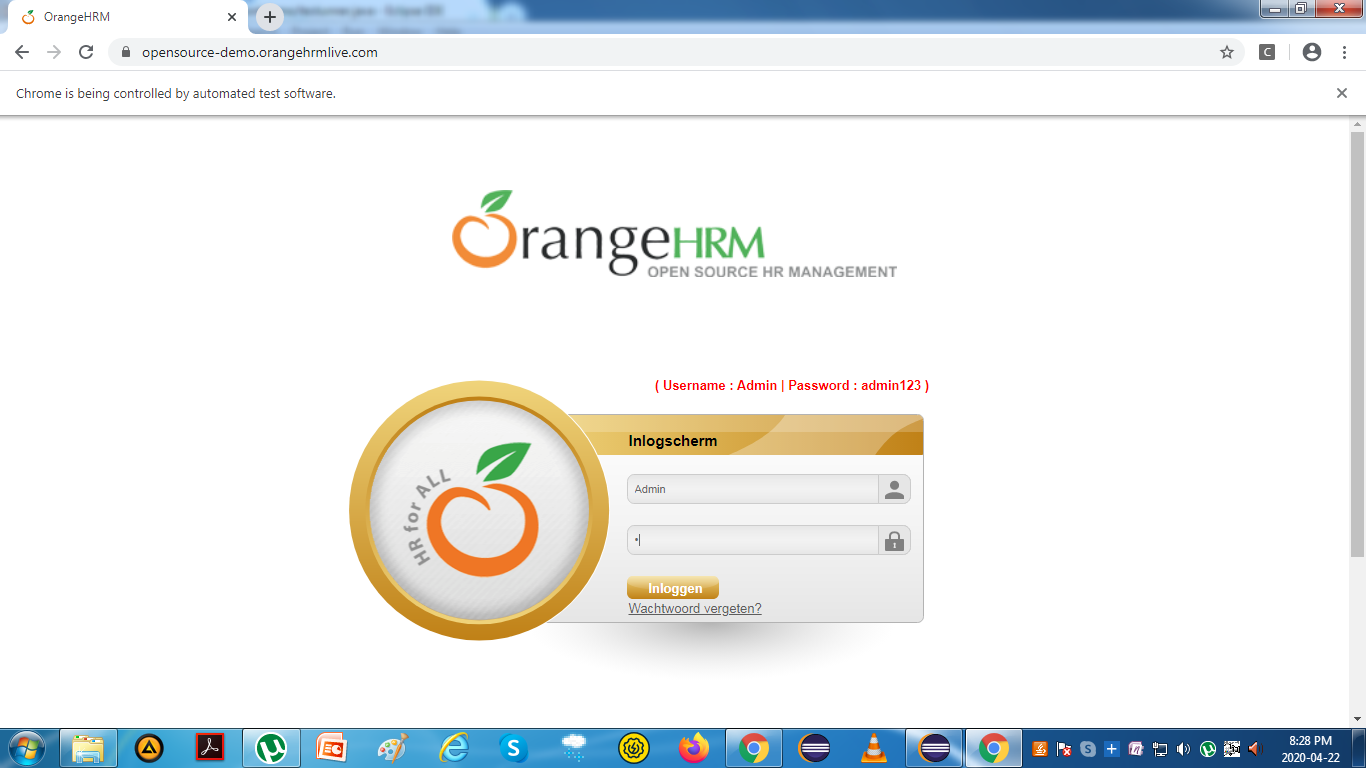 OrangeHRM
opensource-demo.orangehrmlive.com
Chrome is being controlled by automated test software.
OrangeHRM
OPEN SOURCE HR MANAGEMENT
( Username : Admin | Password : admin123 )
HR for ALL
Inlogscherm
Admin
Inloggen
Wachtwoord vergeten?
8:28 PM
2020-04-22